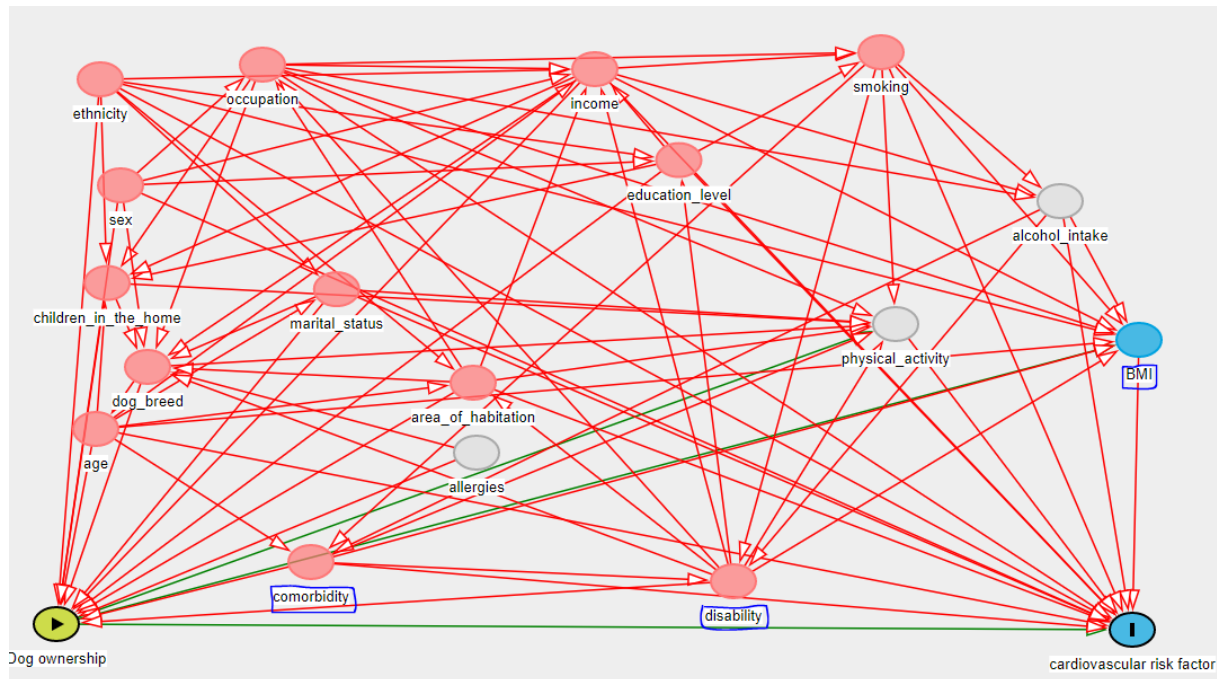 smoking
ethnicity
occupation
income
education_level
sex
alcohol_intake
children_in_the_home
marital_status
physical_activity
BMI
dog_breed
area_of_habitation
age
allergies
comorbidity
disability
Dog ownership
cardiovascular risk factor